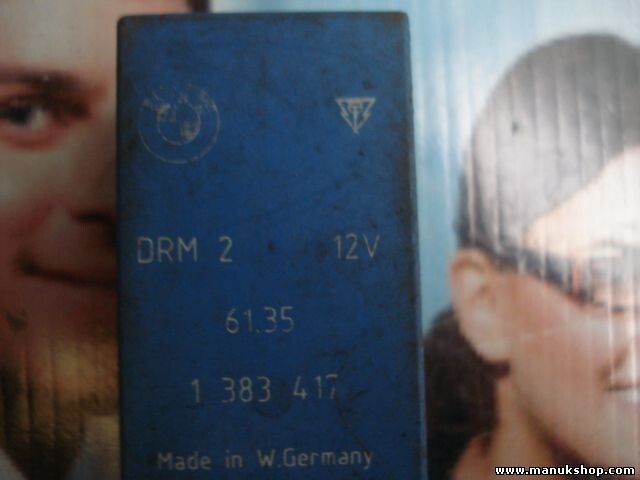 DRM 2 12V
61.35
1 383 417
Made in W.Germany
www.manukshop.com